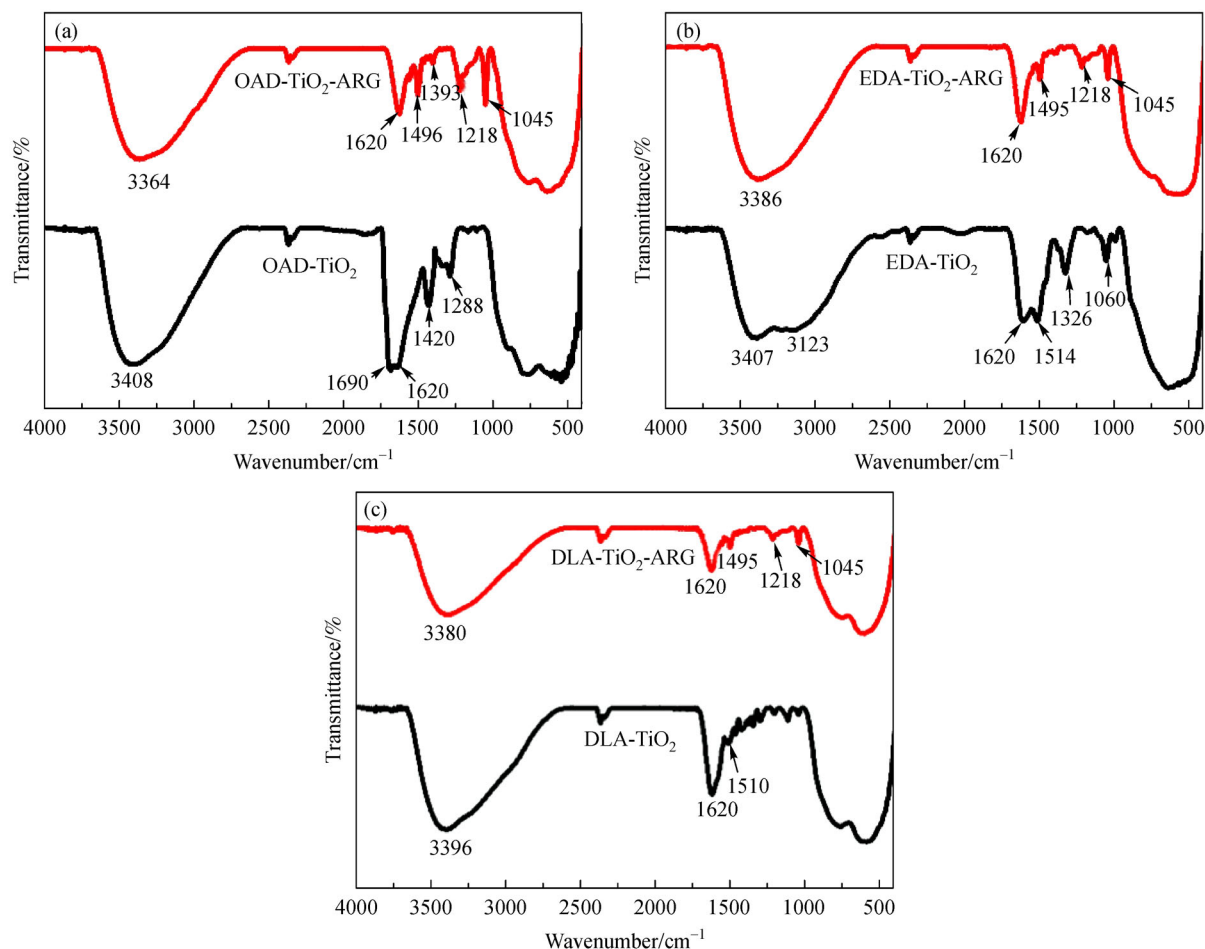 (a)
OAD-TiO₂-ARG
1393
1620
1496
1218
1045
3364
OAD-TiO₂
1288
1420
3408
1690
1620
Transmittance/%
4000 3500 3000 2500 2000 1500 1000 500
Wavenumber/cm⁻¹
(b)
EDA-TiO₂-ARG
1218
1495
1045
1620
3386
EDA-TiO₂
1060
1326
3407
3123
1620
1514
Transmittance/%
4000 3500 3000 2500 2000 1500 1000 500
Wavenumber/cm⁻¹
(c)
DLA-TiO₂-ARG
1495
1045
1620
1218
3380
DLA-TiO₂
1510
1620
3396
Transmittance/%
4000 3500 3000 2500 2000 1500 1000 500
Wavenumber/cm⁻¹